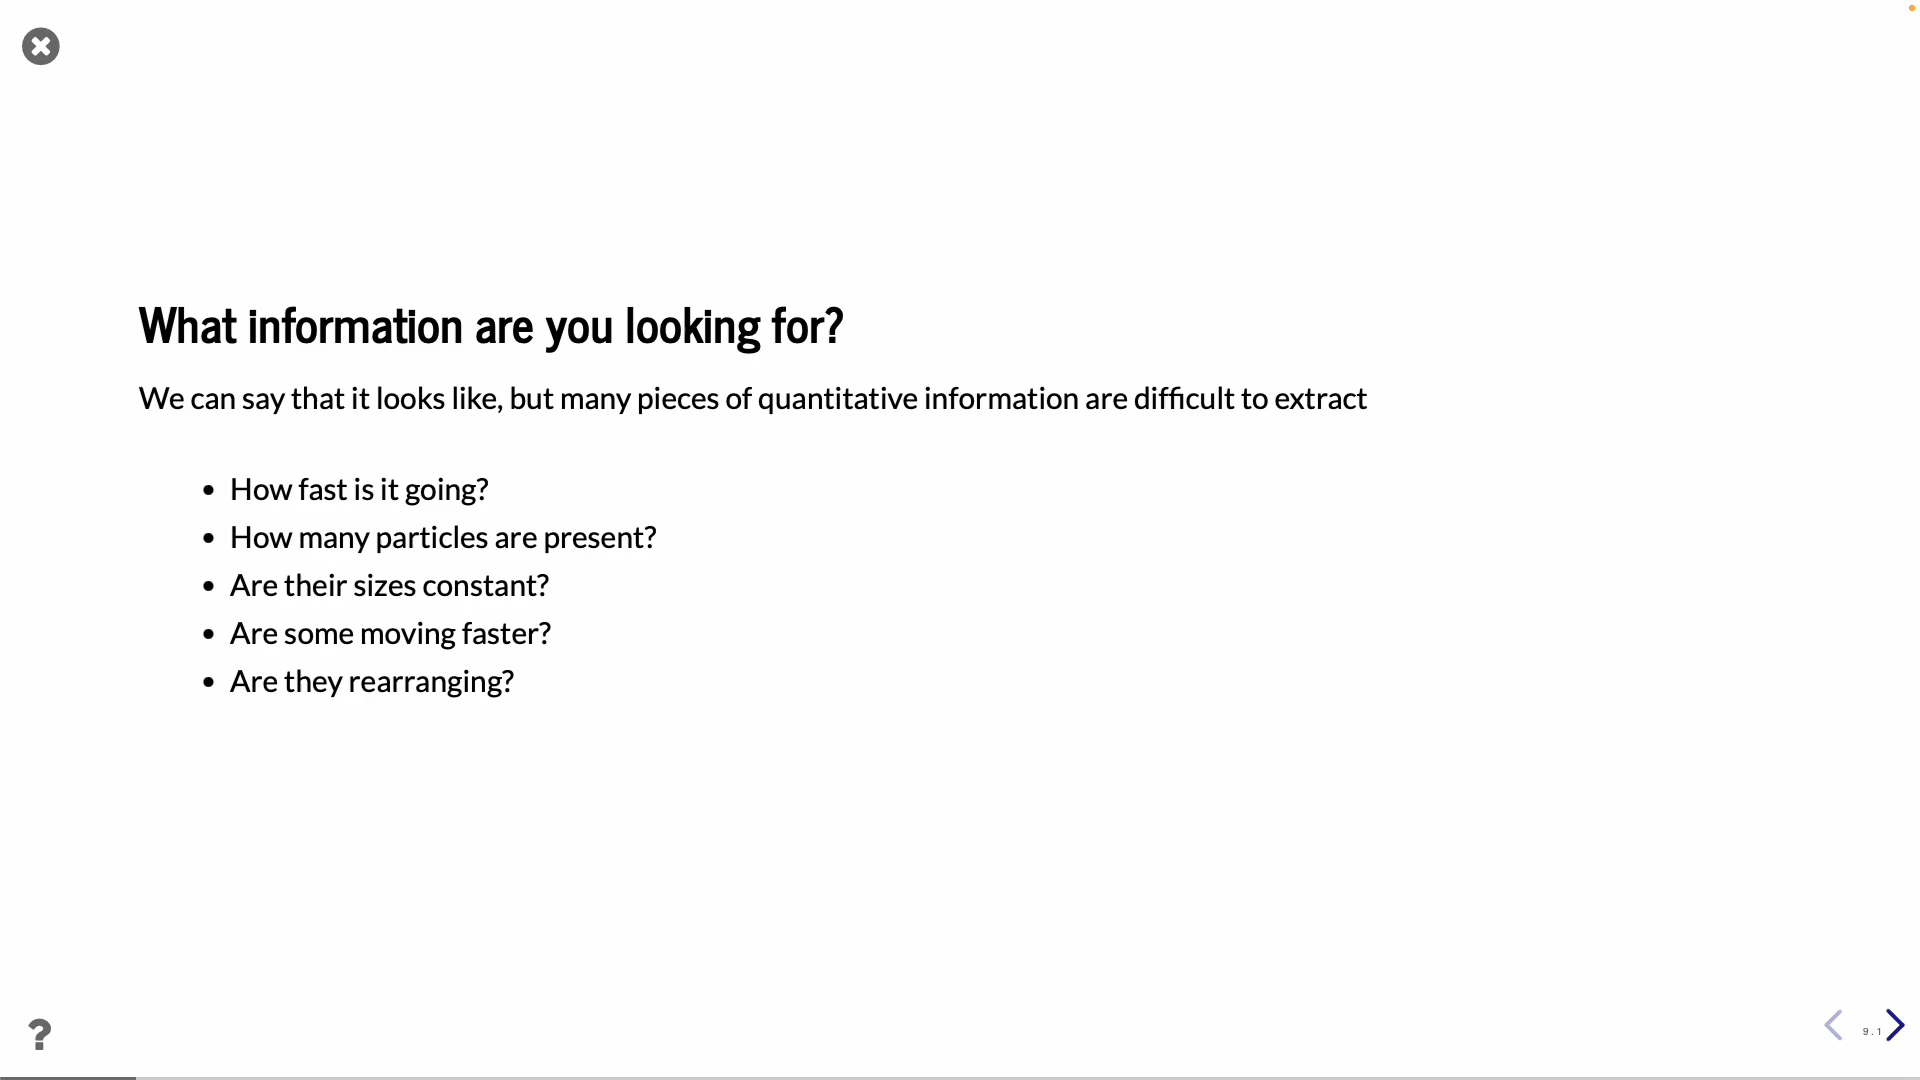 What information are you looking for?
We can say that it looks like, but many pieces of quantitative information are difficult to extract
• How fast is it going?
• How many particles are present?
• Are their sizes constant?
• Are some moving faster?
• Are they rearranging?
?
9.1